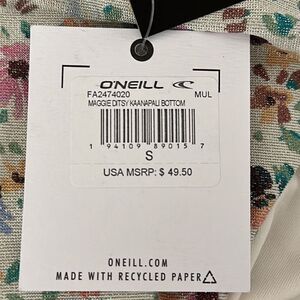 O'NEILL
FA2474020 MUL
MAGGIE DITSY KAANAPALI BOTTOM
1 94109 89015 7
S
USA MSRP: $ 49.50
ONEILL.COM
MADE WITH RECYCLED PAPER